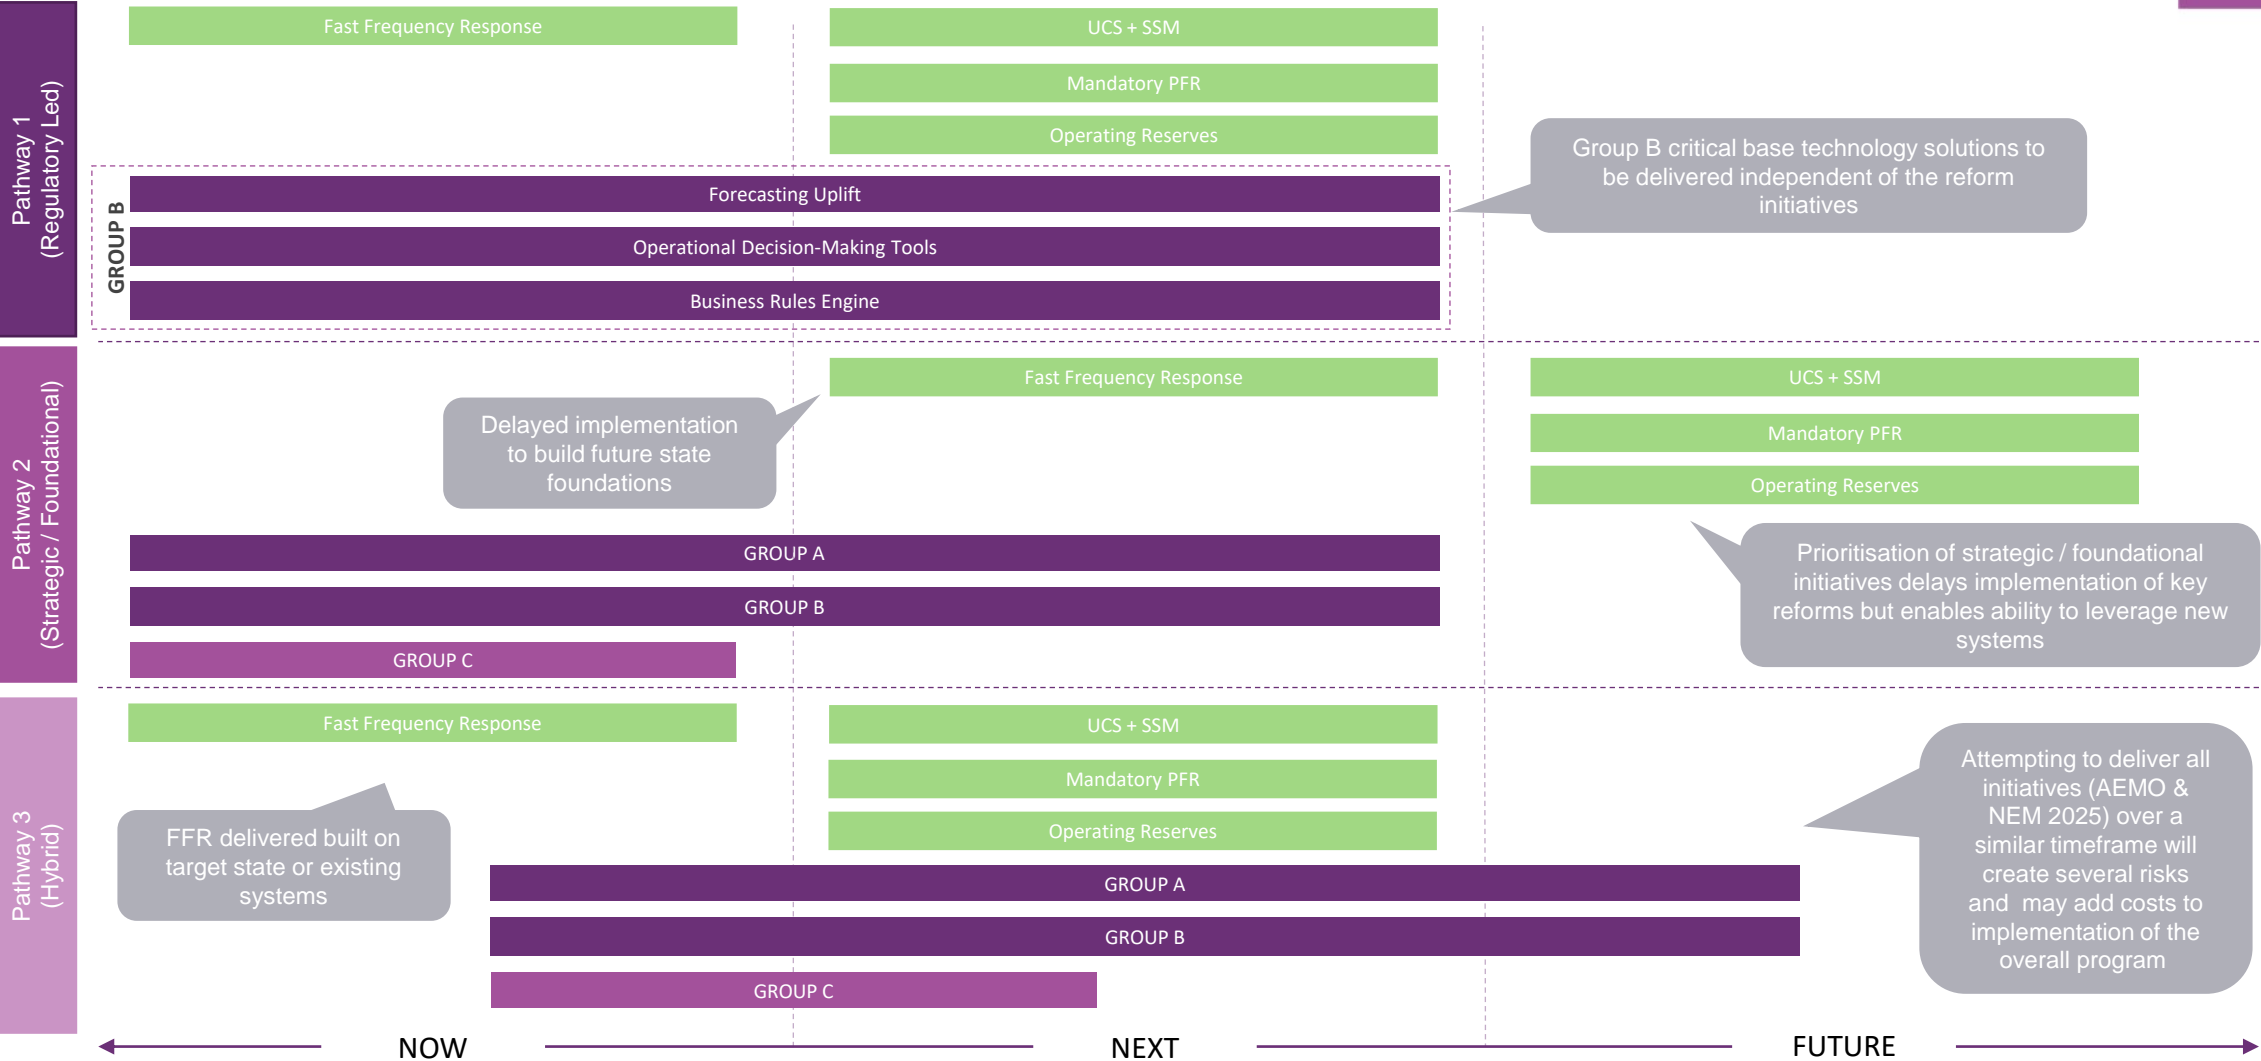 Pathway 1
(Regulatory Led)
Fast Frequency Response
UCS + SSM
Mandatory PFR
Operating Reserves
GROUP B
Forecasting Uplift
Operational Decision-Making Tools
Business Rules Engine
Group B critical base technology solutions to
be delivered independent of the reform
initiatives
Pathway 2
(Strategic / Foundational)
Fast Frequency Response
UCS + SSM
Mandatory PFR
Operating Reserves
Delayed implementation
to build future state
foundations
GROUP A
GROUP B
GROUP C
Prioritisation of strategic / foundational
initiatives delays implementation of key
reforms but enables ability to leverage new
systems
Pathway 3
(Hybrid)
Fast Frequency Response
UCS + SSM
Mandatory PFR
Operating Reserves
FFR delivered built on
target state or existing
systems
GROUP A
GROUP B
GROUP C
Attempting to deliver all
initiatives (AEMO &
NEM 2025) over a
similar timeframe will
create several risks
and  may add costs to
implementation of the
overall program
NOW
NEXT
FUTURE